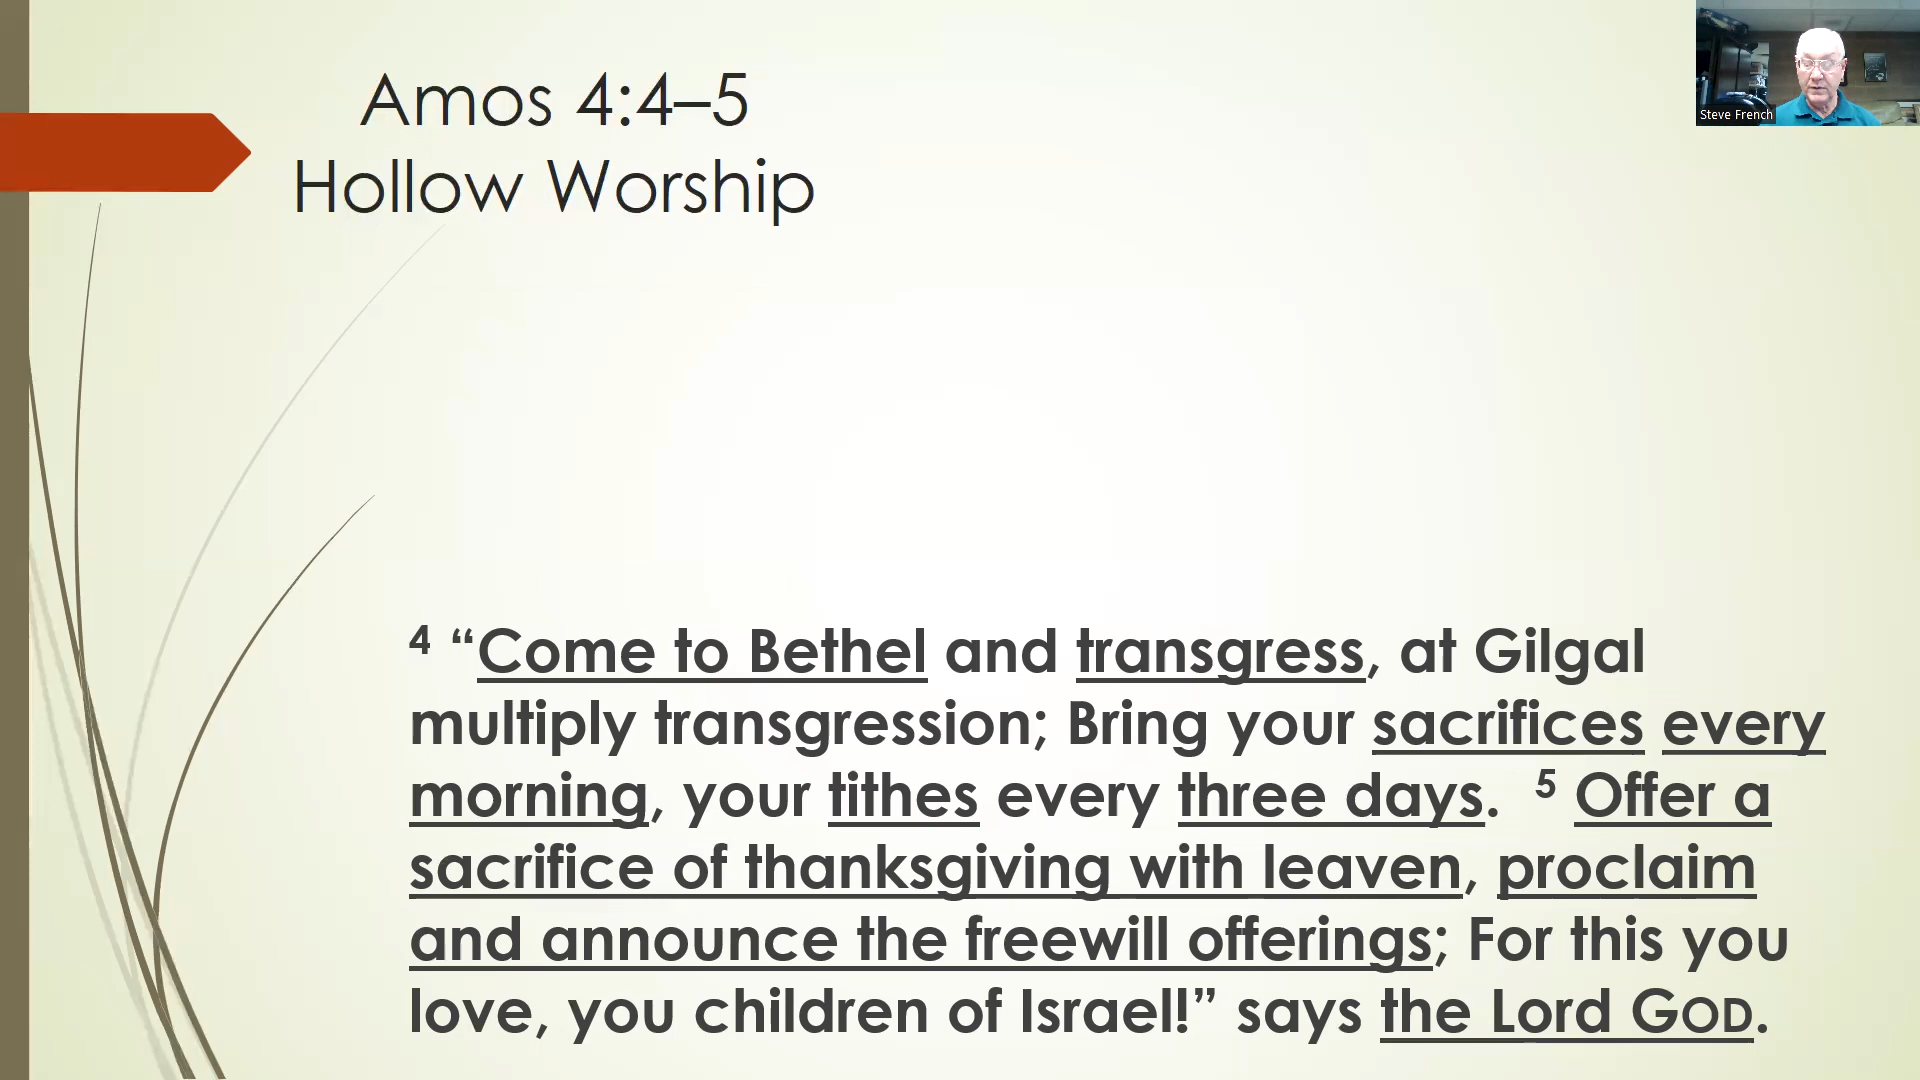 Amos 4:4–5
Hollow Worship
Steve French
4 “Come to Bethel and transgress, at Gilgal
multiply transgression; Bring your sacrifices every
morning, your tithes every three days. 5 Offer a
sacrifice of thanksgiving with leaven, proclaim
and announce the freewill offerings; For this you
love, you children of Israel!” says the Lord GOD.